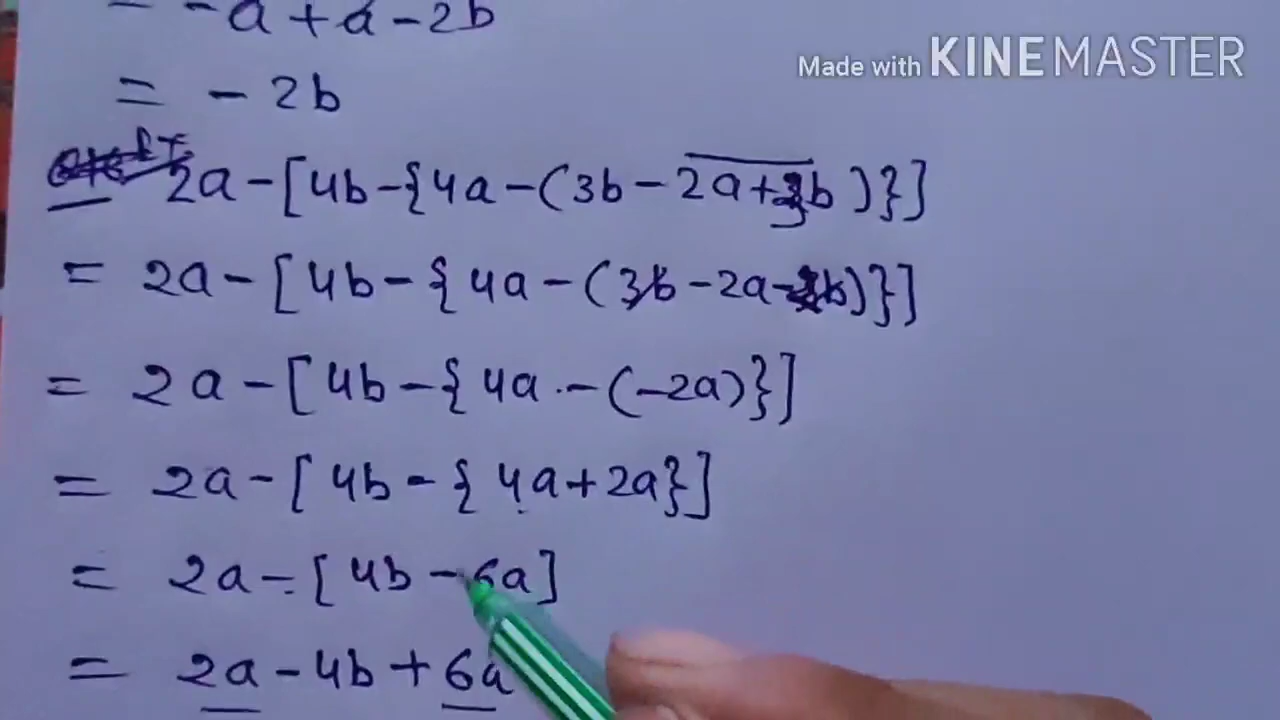 = -a + a - 2b
Made with KINEMASTER
= - 2b
2a - [4b - {4a - (3b - 2a + 3b)}]
= 2a - [4b - {4a - (3b - 2a - 3b)}]
= 2a - [4b - {4a - (-2a)}]
= 2a - [4b - {4a + 2a}]
= 2a - [4b - 6a]
= 2a - 4b + 6a